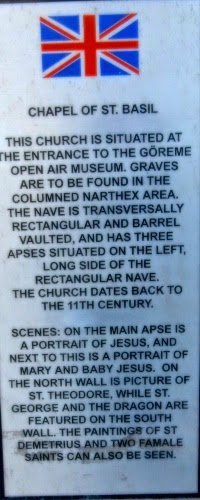 CHAPEL OF ST. BASIL
THIS CHURCH IS SITUATED AT
THE ENTRANCE TO THE GÖREME
OPEN AIR MUSEUM. GRAVES
ARE TO BE FOUND IN THE
COLUMNED NARTHEX AREA.
THE NAVE IS TRANSVERSALLY
RECTANGULAR AND BARREL
VAULTED, AND HAS THREE
APSES SITUATED ON THE LEFT,
LONG SIDE OF THE
RECTANGULAR NAVE.
THE CHURCH DATES BACK TO
THE 11TH CENTURY.
SCENES: ON THE MAIN APSE IS
A PORTRAIT OF JESUS, AND
NEXT TO THIS IS A PORTRAIT OF
MARY AND BABY JESUS. ON
THE NORTH WALL IS PICTURE OF
ST. THEODORE, WHILE ST.
GEORGE AND THE DRAGON ARE
FEATURED ON THE SOUTH
WALL. THE PAINTINGS OF ST
DEMETRIUS AND TWO FAMALE
SAINTS CAN ALSO BE SEEN.